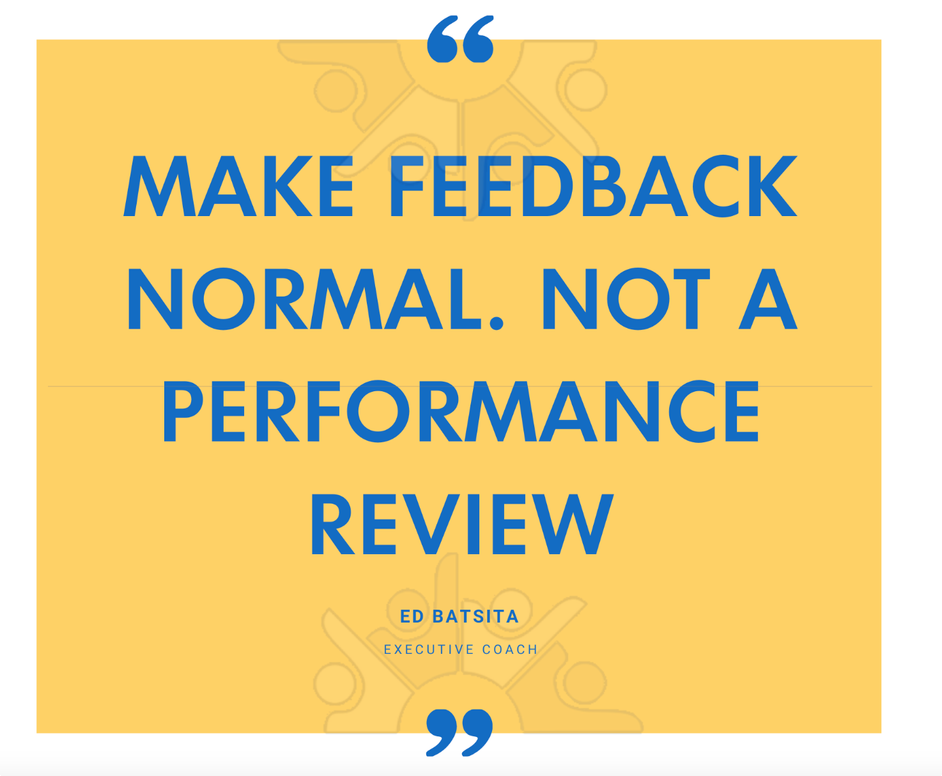 “
MAKE FEEDBACK
NORMAL. NOT A
PERFORMANCE
REVIEW
ED BATSITA
EXECUTIVE COACH
”